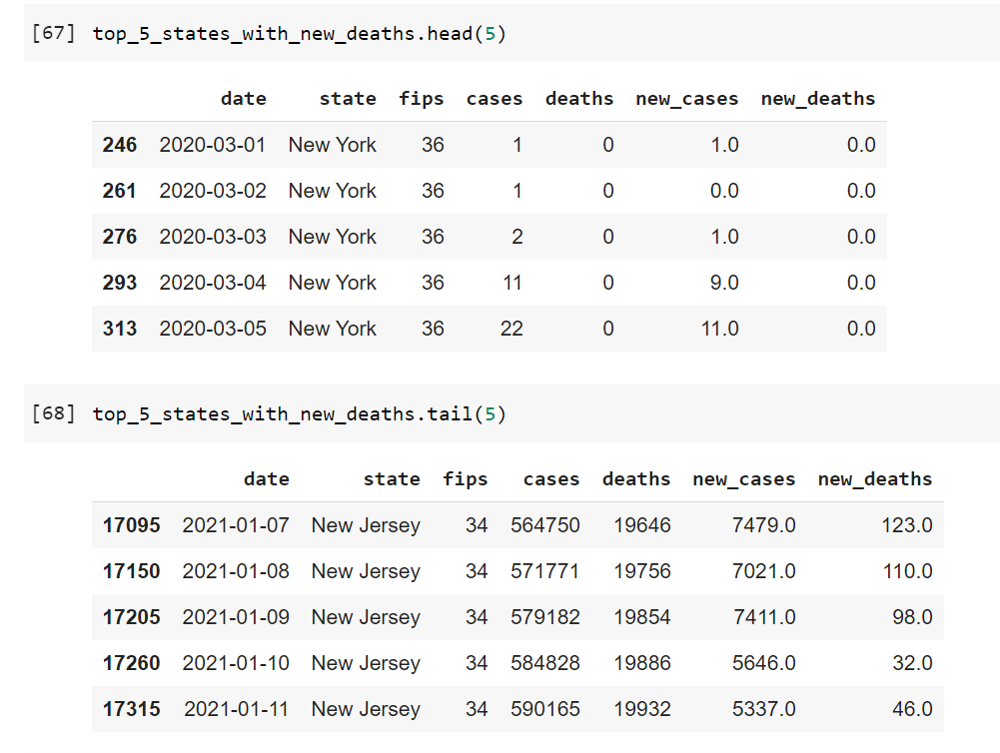 [67] top_5_states_with_new_deaths.head(5)
date state fips cases deaths new_cases new_deaths
246 2020-03-01 New York 36 1 0 1.0 0.0
261 2020-03-02 New York 36 1 0 0.0 0.0
276 2020-03-03 New York 36 2 0 1.0 0.0
293 2020-03-04 New York 36 11 0 9.0 0.0
313 2020-03-05 New York 36 22 0 11.0 0.0
[68] top_5_states_with_new_deaths.tail(5)
date state fips cases deaths new_cases new_deaths
17095 2021-01-07 New Jersey 34 564750 19646 7479.0 123.0
17150 2021-01-08 New Jersey 34 571771 19756 7021.0 110.0
17205 2021-01-09 New Jersey 34 579182 19854 7411.0 98.0
17260 2021-01-10 New Jersey 34 584828 19886 5646.0 32.0
17315 2021-01-11 New Jersey 34 590165 19932 5337.0 46.0